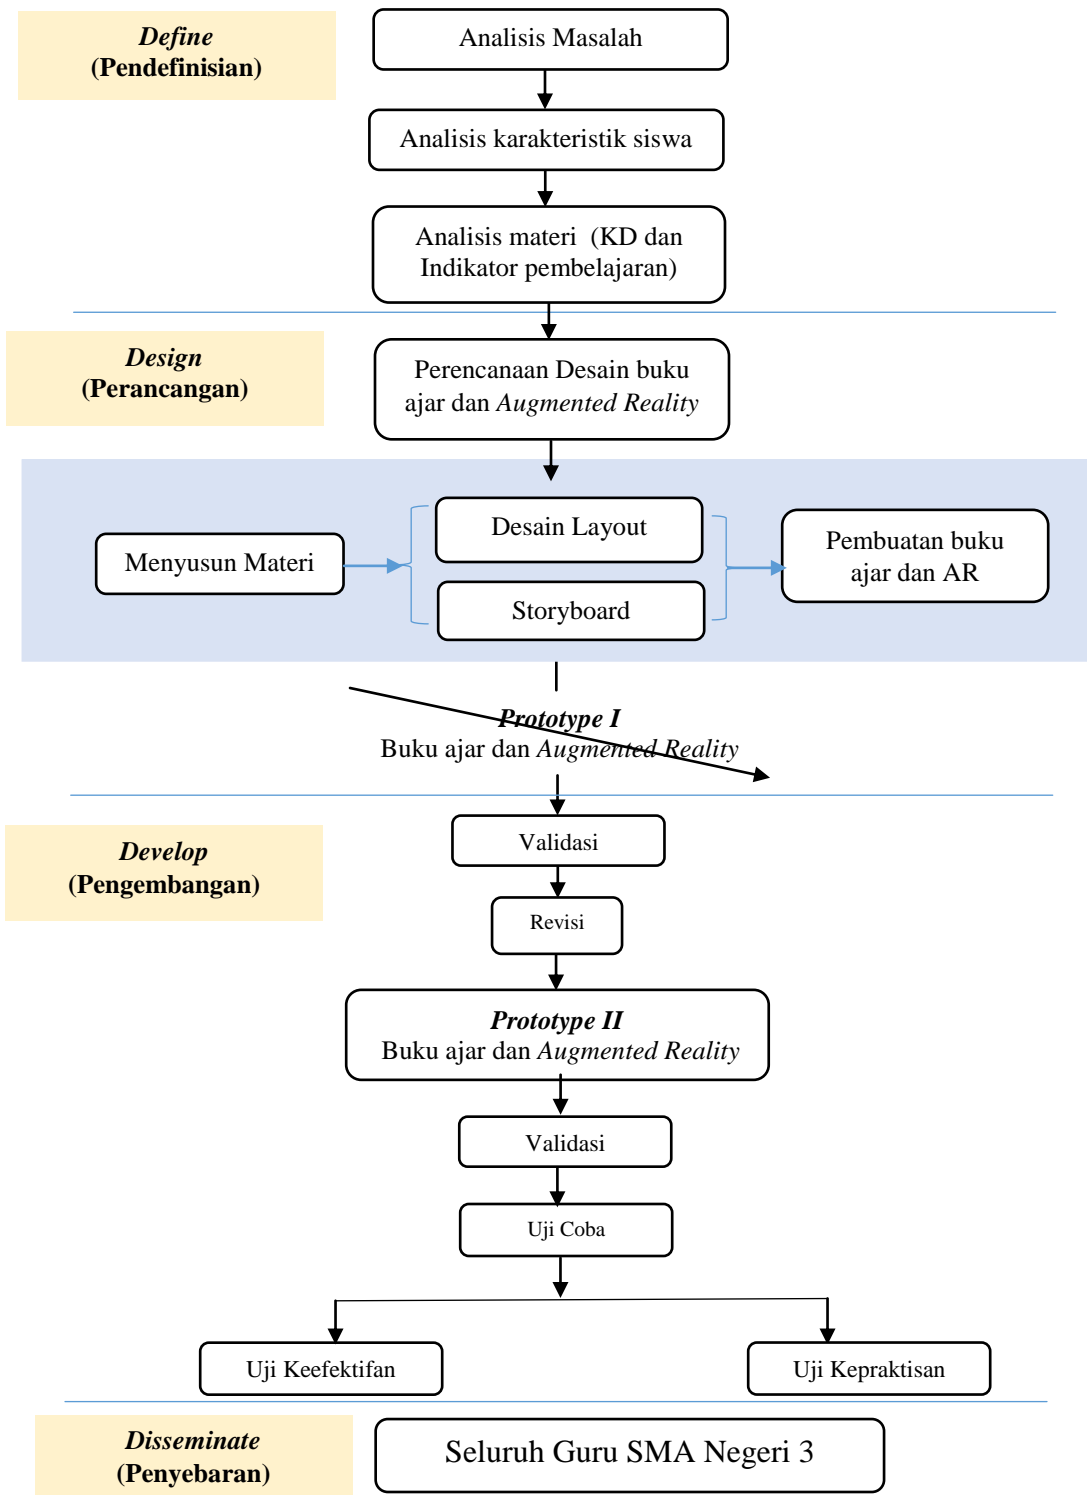 Define
(Pendefinisian)
Analisis Masalah
Analisis karakteristik siswa
Analisis materi  (KD dan
Indikator pembelajaran)
Design
(Perancangan)
Perencanaan Desain buku
ajar dan Augmented Reality
Menyusun Materi
Desain Layout
Storyboard
Pembuatan buku
ajar dan AR
Prototype I
Buku ajar dan Augmented Reality
Develop
(Pengembangan)
Validasi
Revisi
Prototype II
Buku ajar dan Augmented Reality
Validasi
Uji Coba
Uji Keefektifan
Uji Kepraktisan
Disseminate
(Penyebaran)
Seluruh Guru SMA Negeri 3